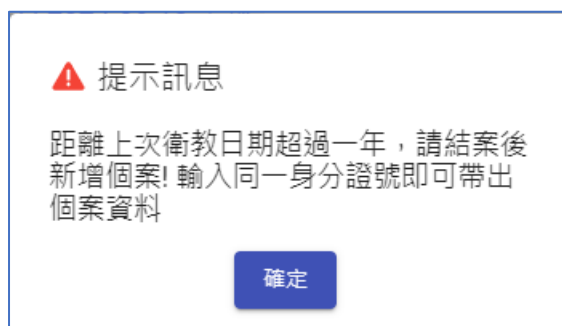 提示訊息
距離上次衛教日期超過一年，請結案後
新增個案! 輸入同一身分證號即可帶出
個案資料
確定